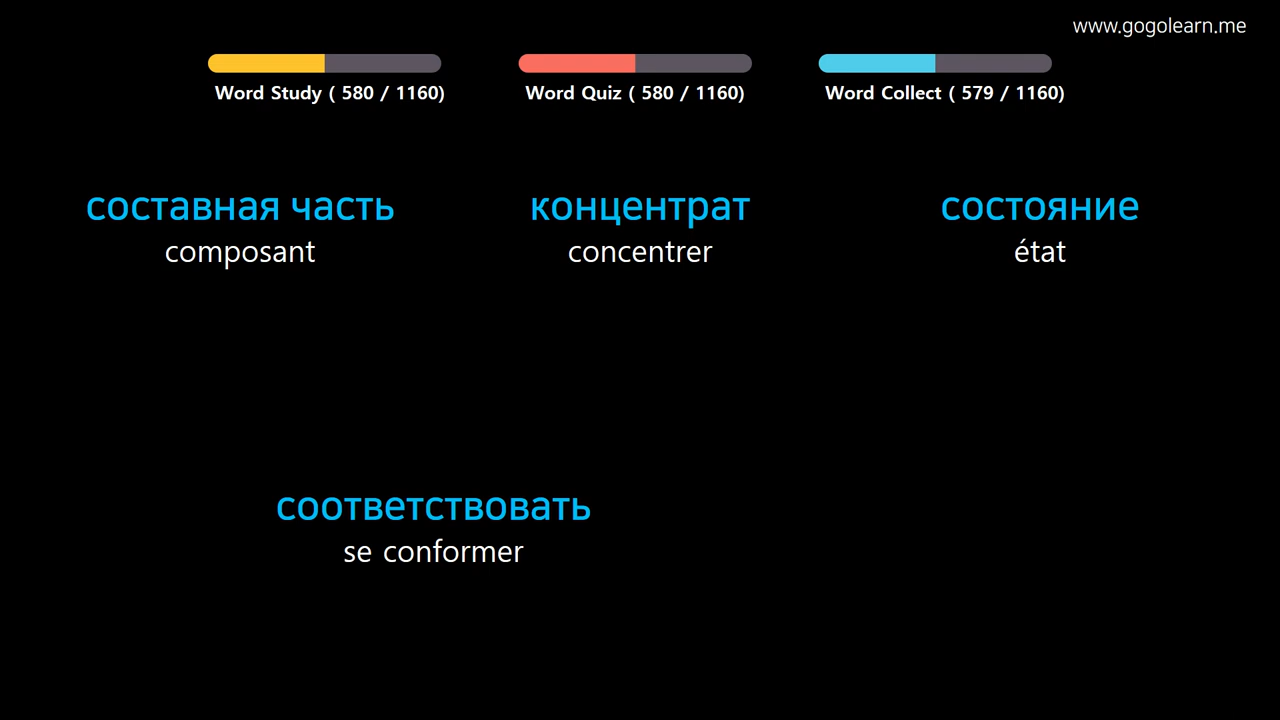 www.gogolearn.me
Word Study ( 580 / 1160)
Word Quiz ( 580 / 1160)
Word Collect ( 579 / 1160)
составная часть
composant
концентрат
concentrer
состояние
état
соответствовать
se conformer